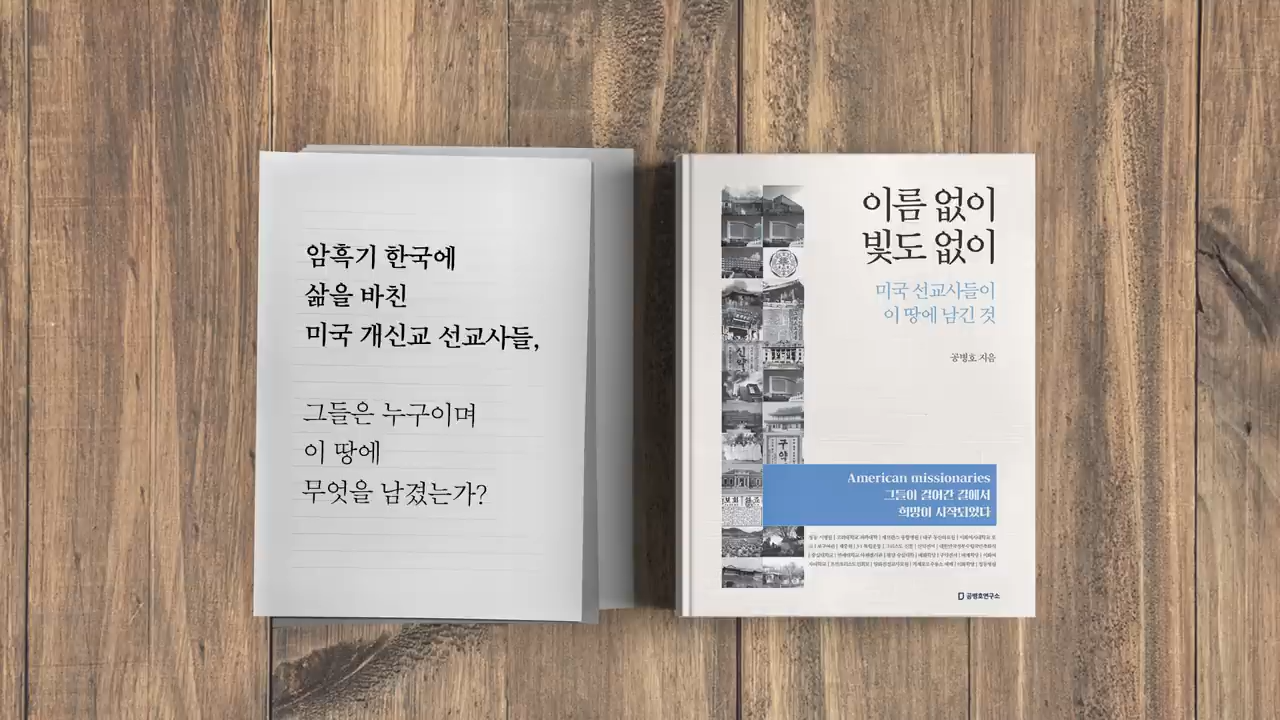 암흑기 한국에
삶을 바친
미국 개신교 선교사들,
그들은 누구이며
이 땅에
무엇을 남겼는가?
이름 없이
빛도 없이
미국 선교사들이
이 땅에 남긴 것
공병호 지음
신약
구약
American missionaries
그들이 걸어간 길에서
희망이 시작되었다
공병호연구소